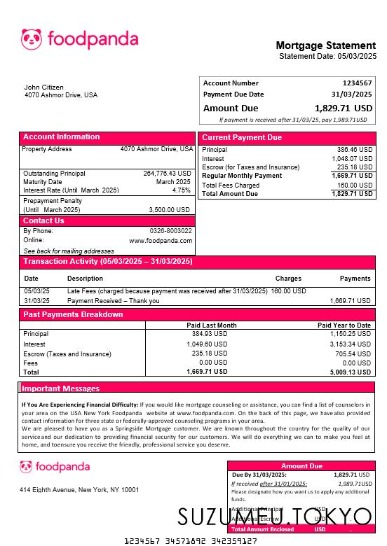 foodpanda
Mortgage Statement
Statement Date: 05/03/2025
John Citizen
4070 Ashmor Drive, USA
Account Number 1234567
Payment Due Date 31/03/2025
Amount Due 1,829.71 USD
If payment is received after 31/03/25, pay 1,989.71USD
Account Information
Property Address 4070 Ashmor Drive, USA
Outstanding Principal 264,776.43 USD
Maturity Date March 2025
Interest Rate (Until March 2025) 4.75%
Prepayment Penalty
(Until March 2025) 3,500.00 USD
Current Payment Due
Principal 386.46 USD
Interest 1,048.07 USD
Escrow (for Taxes and Insurance) 235.18 USD
Regular Monthly Payment 1,669.71 USD
Total Fees Charged 160.00 USD
Total Amount Due 1,829.71 USD
Contact Us
By Phone: 0326-8003022
Online: www.foodpanda.com
See back for mailing addresses
Transaction Activity (05/03/2025 – 31/03/2025)
Date Description Charges Payments
05/03/25 Late Fees (charged because payment was received after 31/03/2025) 160.00 USD
31/03/25 Payment Received – Thank you 1,669.71 USD
Past Payments Breakdown
Paid Last Month Paid Year to Date
Principal 384.93 USD 1,150.25 USD
Interest 1,049.60 USD 3,153.34 USD
Escrow (Taxes and Insurance) 235.18 USD 705.54 USD
Fees 0.00 USD 0.00 USD
Total 1,669.71 USD 5,009.13 USD
Important Messages
If You Are Experiencing Financial Difficulty: If you would like mortgage counseling or assistance, you can find a list of counselors in
your area on the USA New York Foodpanda website at www.foodpanda.com. On the back of this page, we have also provided
contact information for three state or federally-approved counseling programs in your area.
We are pleased to have you as a Springside Mortgage customer. We are known throughout the country for the quality of our
service and our dedication to providing financial security for our customers. We will do everything we can to make you feel at
home, and to ensure you receive the friendly, professional service you deserve.
foodpanda
414 Eighth Avenue, New York, NY 10001
Amount Due
Due By 31/03/2025: 1,829.71 USD
If received after 31/01/2025: 1,989.71USD
Please designate how you want us to apply any additional
funds.
Additional Principal USD
Additional Escrow USD
Total Amount Enclosed USD
SUZUMEU.TOKYO
1234567 34571892 342359127